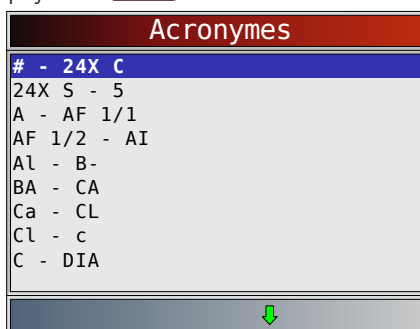 Acronymes
# - 24X C
24X S - 5
A - AF 1/1
AF 1/2 - AI
Al - B-
BA - CA
Ca - CL
Cl - c
C - DIA